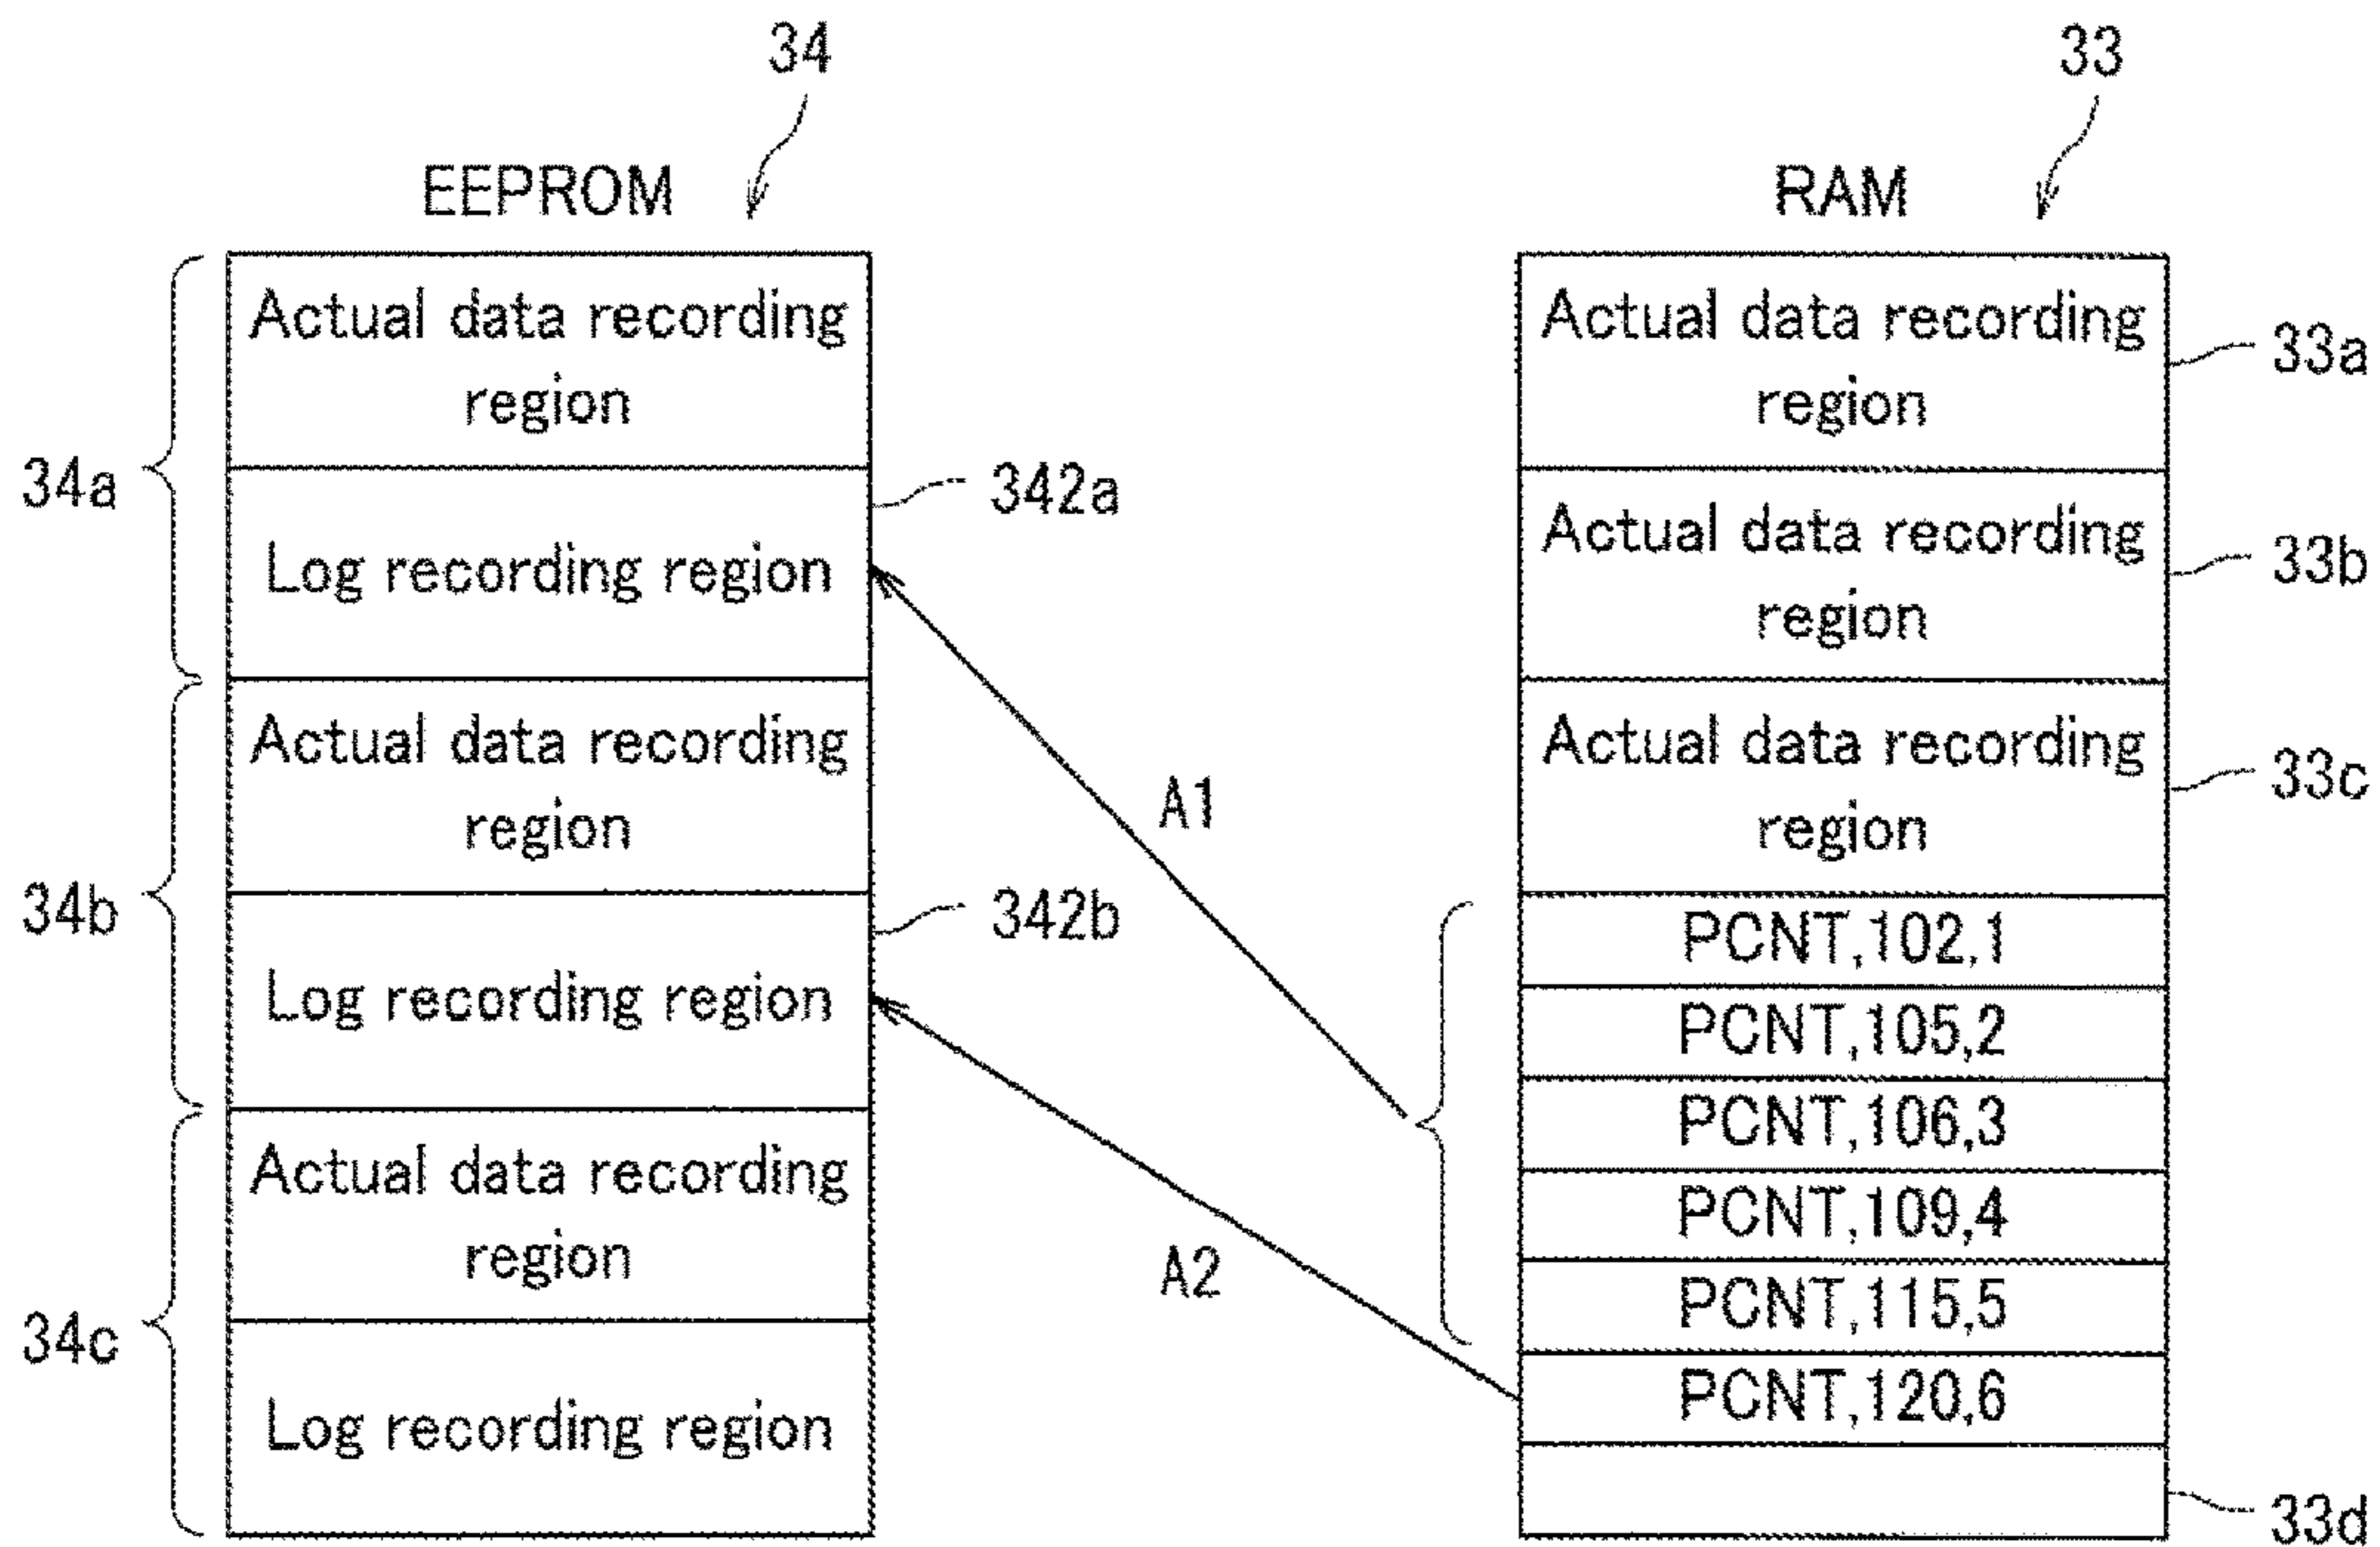 34
33
EEPROM
RAM
Actual data recording
region
34a
342a
Log recording region
Actual data recording
region
34b
342b
Log recording region
Actual data recording
region
34c
Log recording region
A1
A2
Actual data recording
region
33a
Actual data recording
region
33b
Actual data recording
region
33c
PCNT,102,1
PCNT,105,2
PCNT,106,3
PCNT,109,4
PCNT,115,5
PCNT,120,6
33d